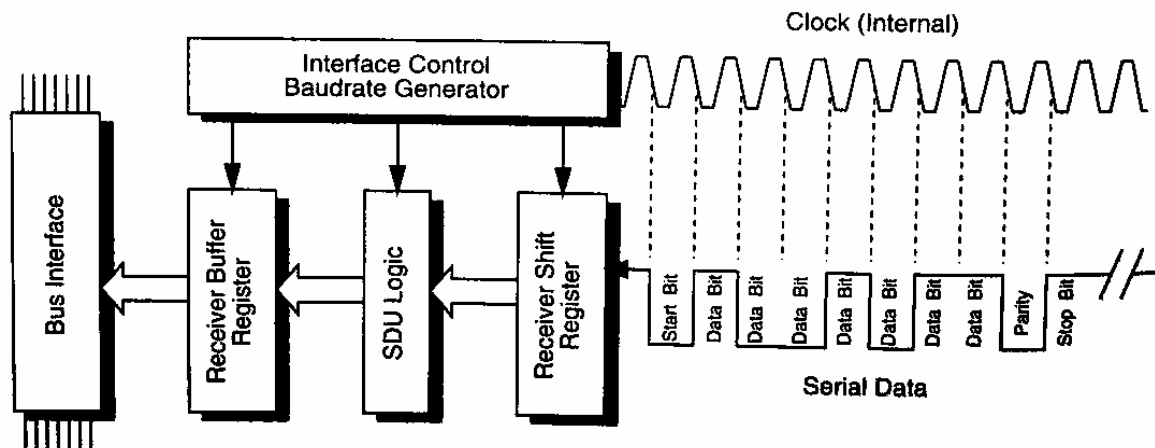 Clock (Internal)
Interface Control
Baudrate Generator
Bus Interface
Receiver Buffer
Register
SDU Logic
Receiver Shift
Register
Start Bit
Data Bit
Data Bit
Data Bit
Data Bit
Data Bit
Data Bit
Data Bit
Parity
Stop Bit
Serial Data